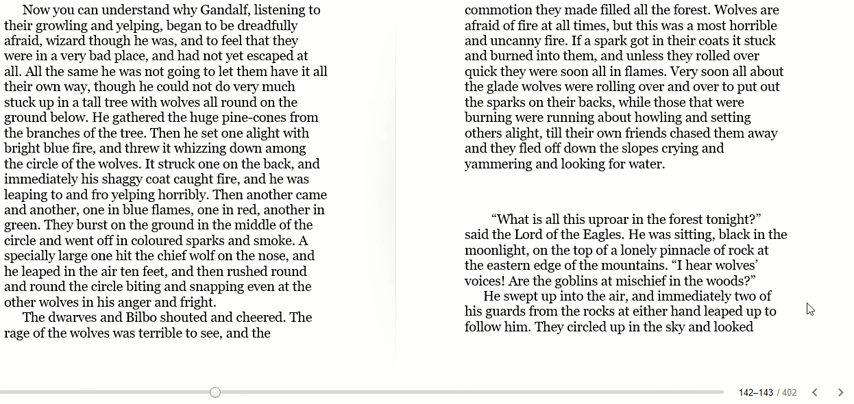 Now you can understand why Gandalf, listening to
their growling and yelping, began to be dreadfully
afraid, wizard though he was, and to feel that they
were in a very bad place, and had not yet escaped at
all. All the same he was not going to let them have it all
their own way, though he could not do very much
stuck up in a tall tree with wolves all round on the
ground below. He gathered the huge pine-cones from
the branches of the tree. Then he set one alight with
bright blue fire, and threw it whizzing down among
the circle of the wolves. It struck one on the back, and
immediately his shaggy coat caught fire, and he was
leaping to and fro yelping horribly. Then another came
and another, one in blue flames, one in red, another in
green. They burst on the ground in the middle of the
circle and went off in coloured sparks and smoke. A
specially large one hit the chief wolf on the nose, and
he leaped in the air ten feet, and then rushed round
and round the circle biting and snapping even at the
other wolves in his anger and fright.
The dwarves and Bilbo shouted and cheered. The
rage of the wolves was terrible to see, and the
commotion they made filled all the forest. Wolves are
afraid of fire at all times, but this was a most horrible
and uncanny fire. If a spark got in their coats it stuck
and burned into them, and unless they rolled over
quick they were soon all in flames. Very soon all about
the glade wolves were rolling over and over to put out
the sparks on their backs, while those that were
burning were running about howling and setting
others alight, till their own friends chased them away
and they fled off down the slopes crying and
yammering and looking for water.
“What is all this uproar in the forest tonight?”
said the Lord of the Eagles. He was sitting, black in the
moonlight, on the top of a lonely pinnacle of rock at
the eastern edge of the mountains. “I hear wolves’
voices! Are the goblins at mischief in the woods?”
He swept up into the air, and immediately two of
his guards from the rocks at either hand leaped up to
follow him. They circled up in the sky and looked
142–143 / 402